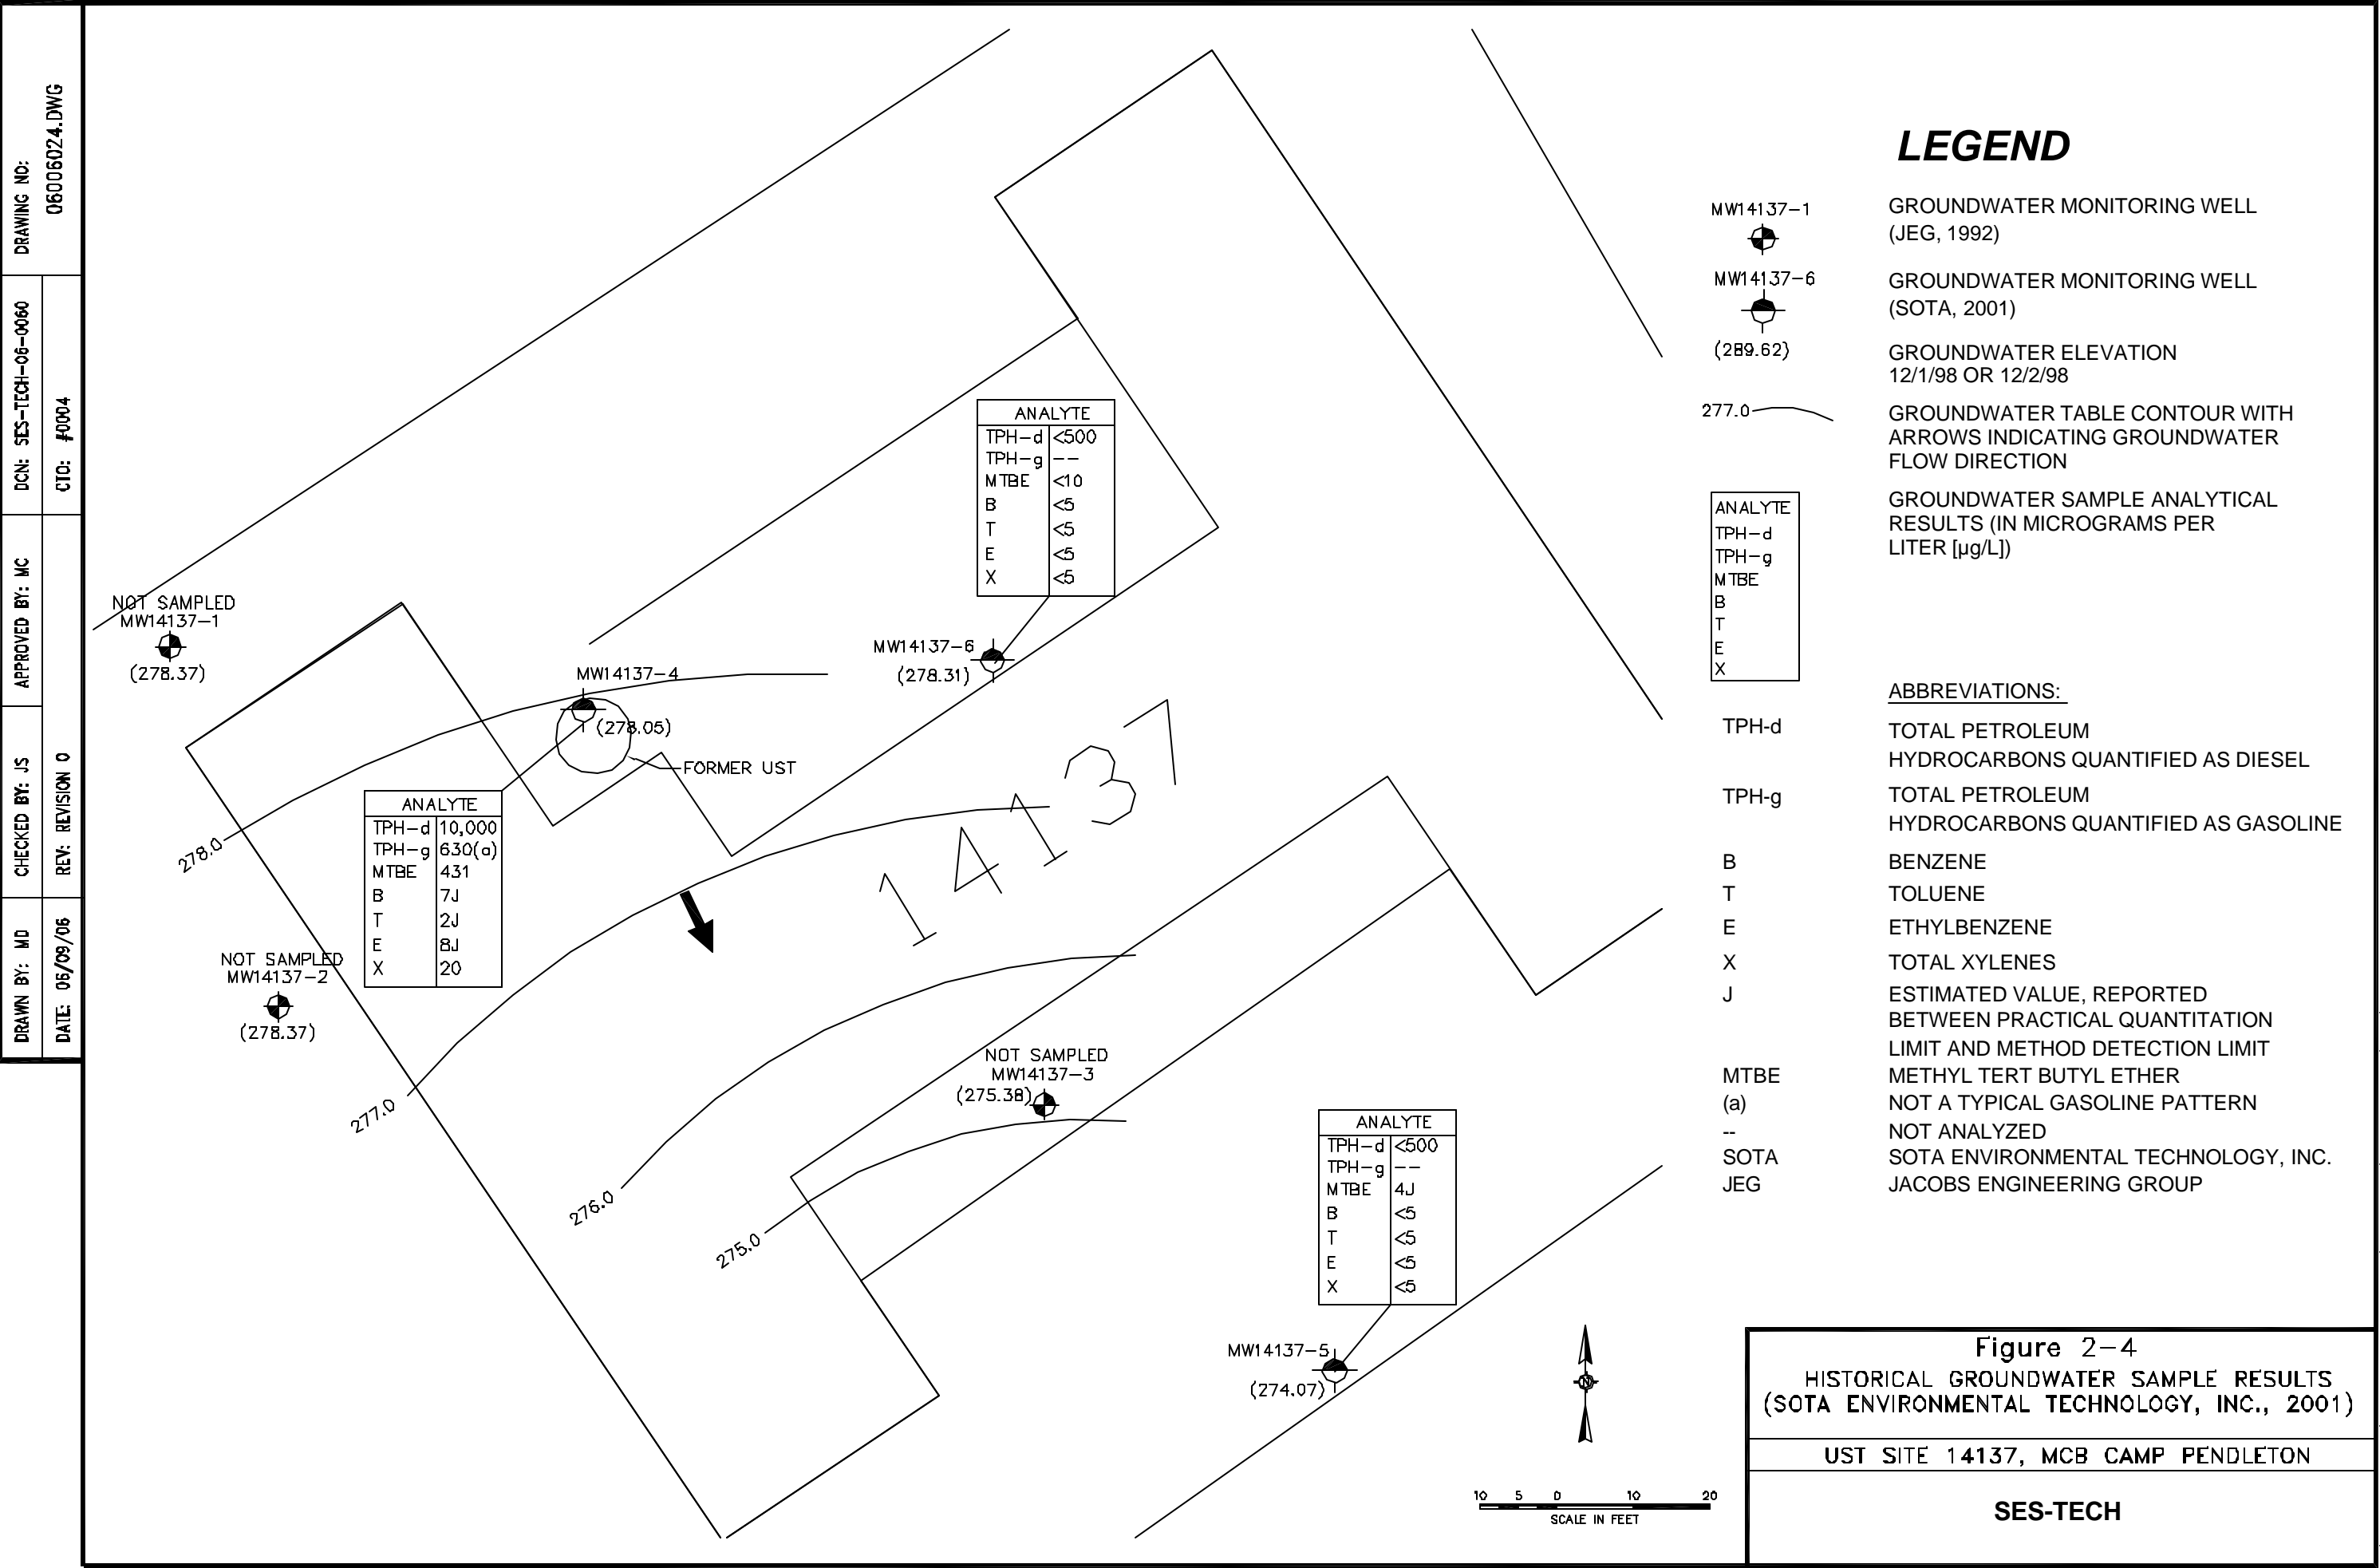 DRAWING NO:
06006024.DWG
DCN: SES-TECH-06-0060
CTO: #0004
APPROVED BY: MC
CHECKED BY: JS
REV: REVISION 0
DRAWN BY: MD
DATE: 06/09/06
NOT SAMPLED
MW14137-1
(278.37)
NOT SAMPLED
MW14137-2
(278.37)
MW14137-4
(278.05)
FORMER UST
ANALYTE
TPH-d 10,000
TPH-g 630(a)
MTBE 431
B 7J
T 2J
E 8J
X 20
ANALYTE
TPH-d <500
TPH-g --
MTBE <10
B <5
T <5
E <5
X <5
MW14137-6
(278.31)
14137
278.0
277.0
276.0
275.0
NOT SAMPLED
MW14137-3
(275.38)
ANALYTE
TPH-d <500
TPH-g --
MTBE 4J
B <5
T <5
E <5
X <5
MW14137-5
(274.07)
N
10 5 0 10 20
SCALE IN FEET
LEGEND
MW14137-1 GROUNDWATER MONITORING WELL
(JEG, 1992)
MW14137-6 GROUNDWATER MONITORING WELL
(SOTA, 2001)
(289.62) GROUNDWATER ELEVATION
12/1/98 OR 12/2/98
277.0 GROUNDWATER TABLE CONTOUR WITH
ARROWS INDICATING GROUNDWATER
FLOW DIRECTION
ANALYTE
TPH-d
TPH-g
MTBE
B
T
E
X
GROUNDWATER SAMPLE ANALYTICAL
RESULTS (IN MICROGRAMS PER
LITER [µg/L])
ABBREVIATIONS:
TPH-d TOTAL PETROLEUM
HYDROCARBONS QUANTIFIED AS DIESEL
TPH-g TOTAL PETROLEUM
HYDROCARBONS QUANTIFIED AS GASOLINE
B BENZENE
T TOLUENE
E ETHYLBENZENE
X TOTAL XYLENES
J ESTIMATED VALUE, REPORTED
BETWEEN PRACTICAL QUANTITATION
LIMIT AND METHOD DETECTION LIMIT
MTBE METHYL TERT BUTYL ETHER
(a) NOT A TYPICAL GASOLINE PATTERN
-- NOT ANALYZED
SOTA SOTA ENVIRONMENTAL TECHNOLOGY, INC.
JEG JACOBS ENGINEERING GROUP
Figure 2-4
HISTORICAL GROUNDWATER SAMPLE RESULTS
(SOTA ENVIRONMENTAL TECHNOLOGY, INC., 2001)
UST SITE 14137, MCB CAMP PENDLETON
SES-TECH